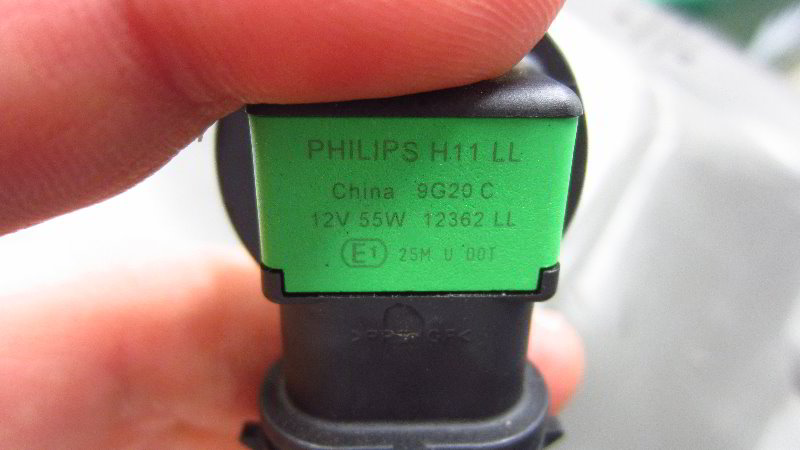 PHILIPS H11 LL
China 9G20 C
12V 55W 12362 LL
E1 25M U 00T